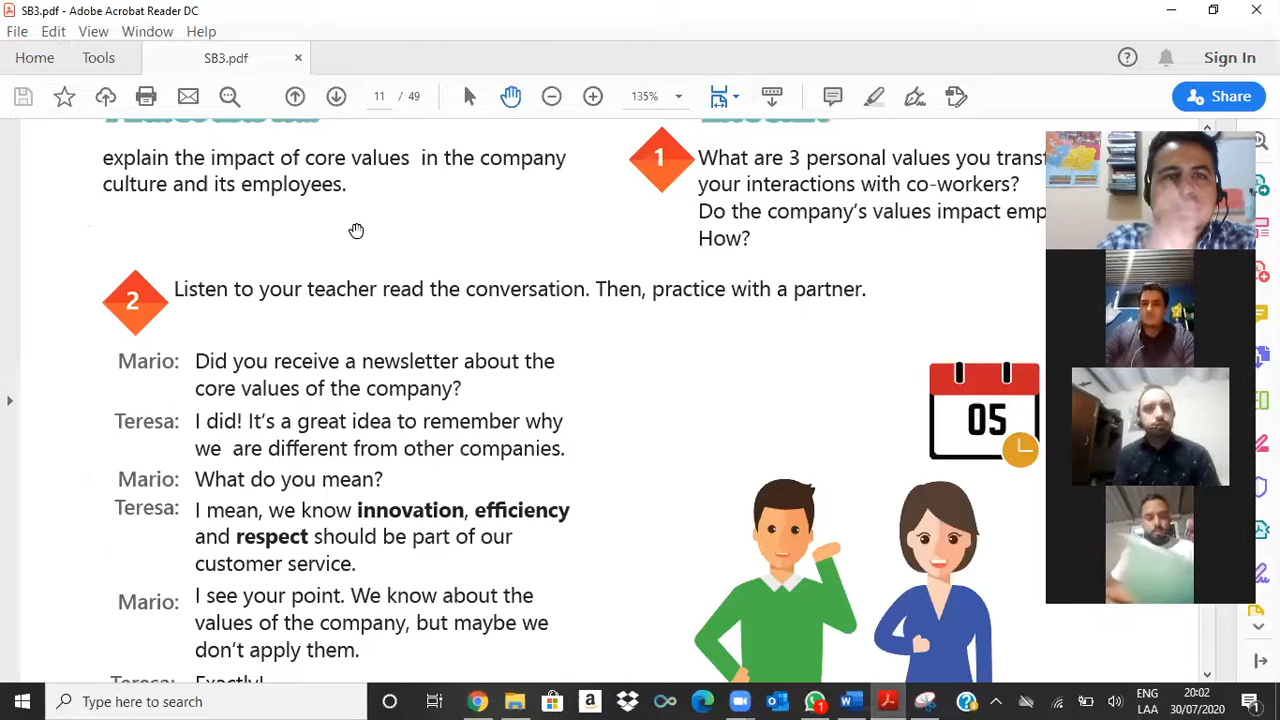 SB3.pdf - Adobe Acrobat Reader DC
File Edit View Window Help
Home Tools SB3.pdf × Sign In
11 / 49 135% Share
explain the impact of core values in the company
culture and its employees.
1 What are 3 personal values you
your interactions with co-workers?
Do the company's values impact
How?
2 Listen to your teacher read the conversation. Then, practice with a partner.
Mario: Did you receive a newsletter about the
core values of the company?
Teresa: I did! It's a great idea to remember why
we are different from other companies.
Mario: What do you mean?
Teresa: I mean, we know innovation, efficiency
and respect should be part of our
customer service.
Mario: I see your point. We know about the
values of the company, but maybe we
don't apply them.
Teresa: Exactly!
05
Type here to search
ENG
LAA
20:02
30/07/2020
1